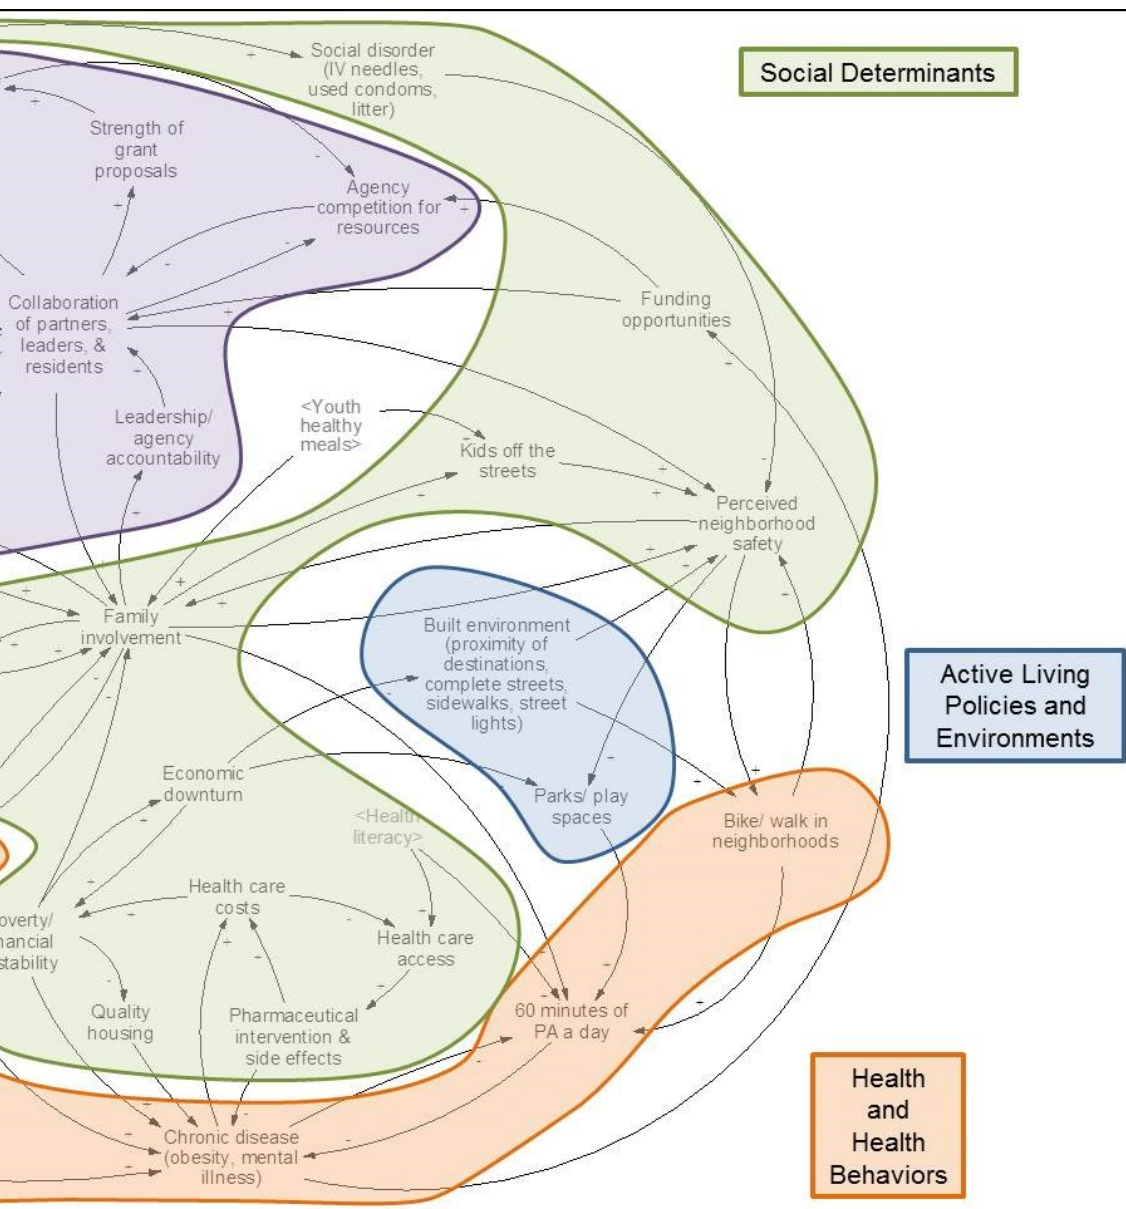 Social disorder
(IV needles,
used condoms,
litter)
Social Determinants
Strength of
grant
proposals
Agency
competition for
resources
Collaboration
of partners,
leaders, &
residents
Funding
opportunities
Leadership/
agency
accountability
<Youth
healthy
meals>
Kids off the
streets
Perceived
neighborhood
safety
Family
involvement
Built environment
(proximity of
destinations,
complete streets,
sidewalks, street
lights)
Active Living
Policies and
Environments
Economic
downturn
Parks/ play
spaces
<Health
literacy>
Bike/ walk in
neighborhoods
Health care
costs
overty/
nancial
stability
Health care
access
Quality
housing
Pharmaceutical
intervention &
side effects
60 minutes of
PA a day
Health
and
Health
Behaviors
Chronic disease
(obesity, mental
illness)